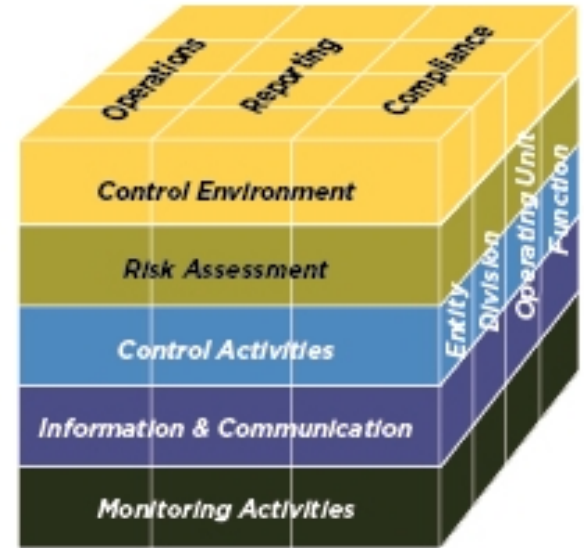 Operations
Reporting
Compliance
Control Environment
Risk Assessment
Control Activities
Information & Communication
Monitoring Activities
Entity
Division
Operating Unit
Function